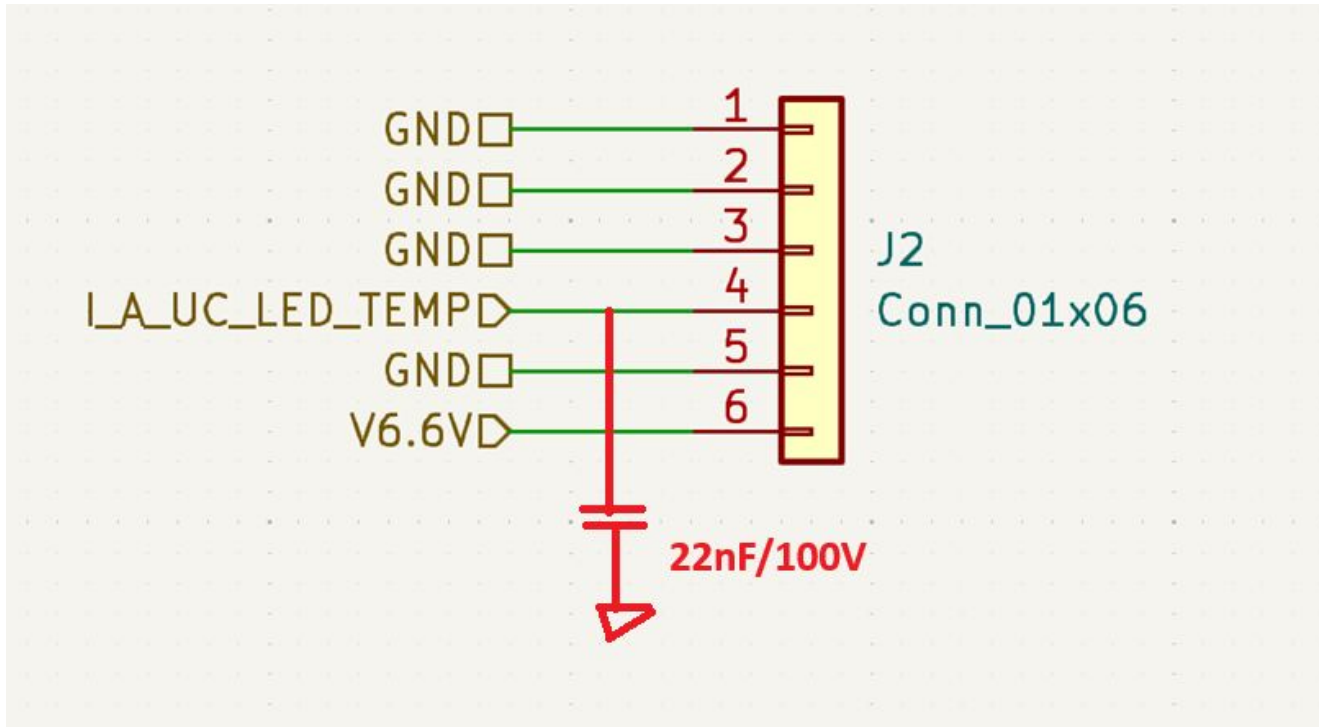 GND 1
GND 2
GND 3
J2
I_A_UC_LED_TEMP 4
Conn_01x06
GND 5
V6.6V 6
22nF/100V